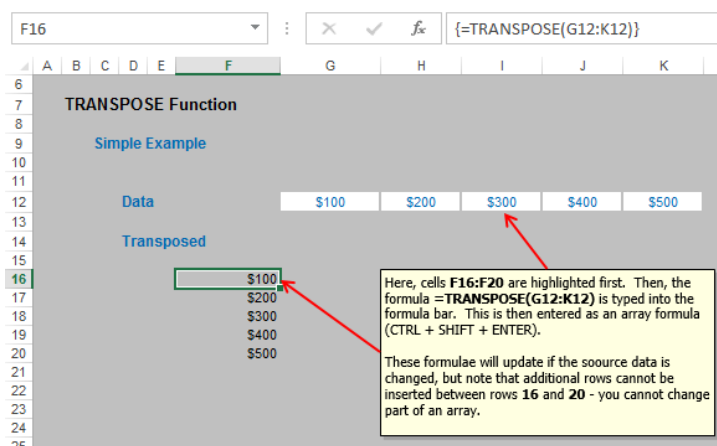 F16 fx {=TRANSPOSE(G12:K12)}
A B C D E F G H I J K
6
7 TRANSPOSE Function
8
9 Simple Example
10
11
12 Data $100 $200 $300 $400 $500
13
14 Transposed
15
16 $100
17 $200
18 $300
19 $400
20 $500
21
22
23
24
25
Here, cells F16:F20 are highlighted first. Then, the
formula =TRANSPOSE(G12:K12) is typed into the
formula bar. This is then entered as an array formula
(CTRL + SHIFT + ENTER).
These formulae will update if the soource data is
changed, but note that additional rows cannot be
inserted between rows 16 and 20 - you cannot change
part of an array.